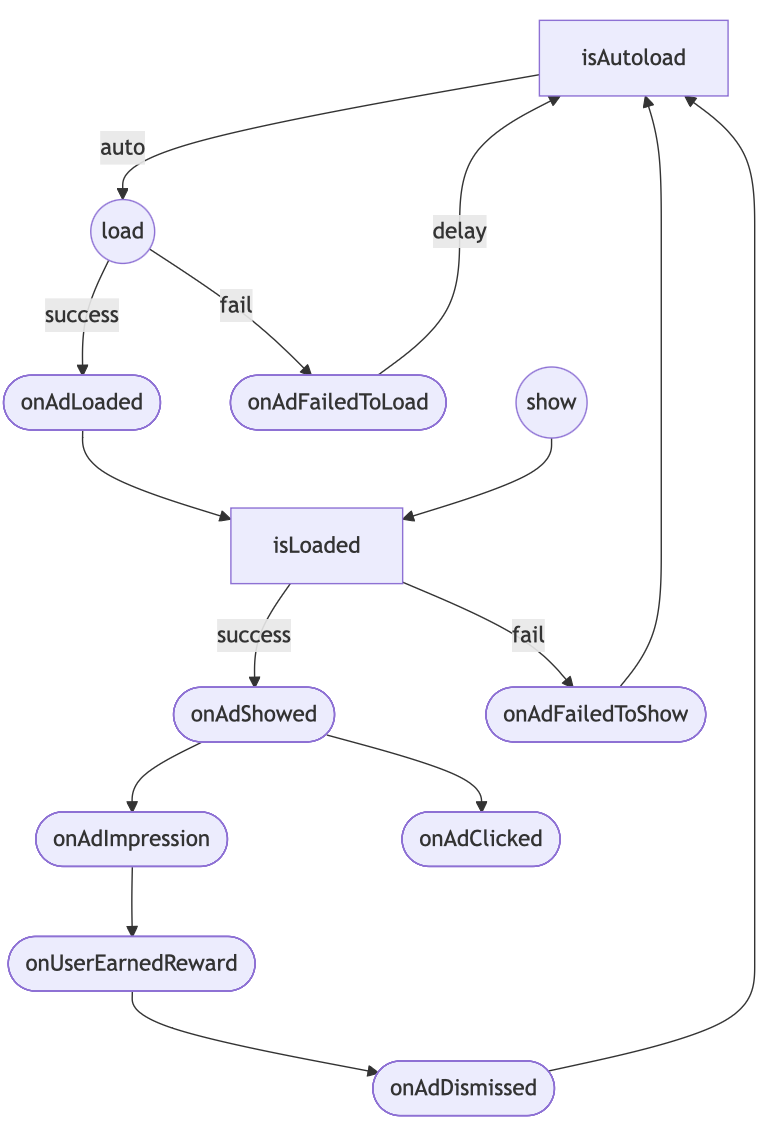 isAutoload
auto
load
delay
success
fail
onAdLoaded
onAdFailedToLoad
show
isLoaded
success
fail
onAdShowed
onAdFailedToShow
onAdImpression
onAdClicked
onUserEarnedReward
onAdDismissed